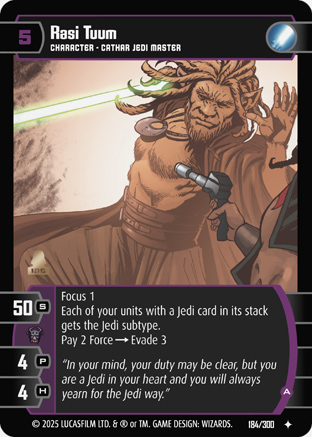 5 Rasi Tuum
CHARACTER - CATHAR JEDI MASTER
50 S
4 P
4 H
Focus 1
Each of your units with a Jedi card in its stack
gets the Jedi subtype.
Pay 2 Force → Evade 3
“In your mind, your duty may be clear, but you
are a Jedi in your heart and you will always
yearn for the Jedi way.”
A
© 2025 LUCASFILM LTD. & ® or TM. GAME DESIGN: WIZARDS. 184/300